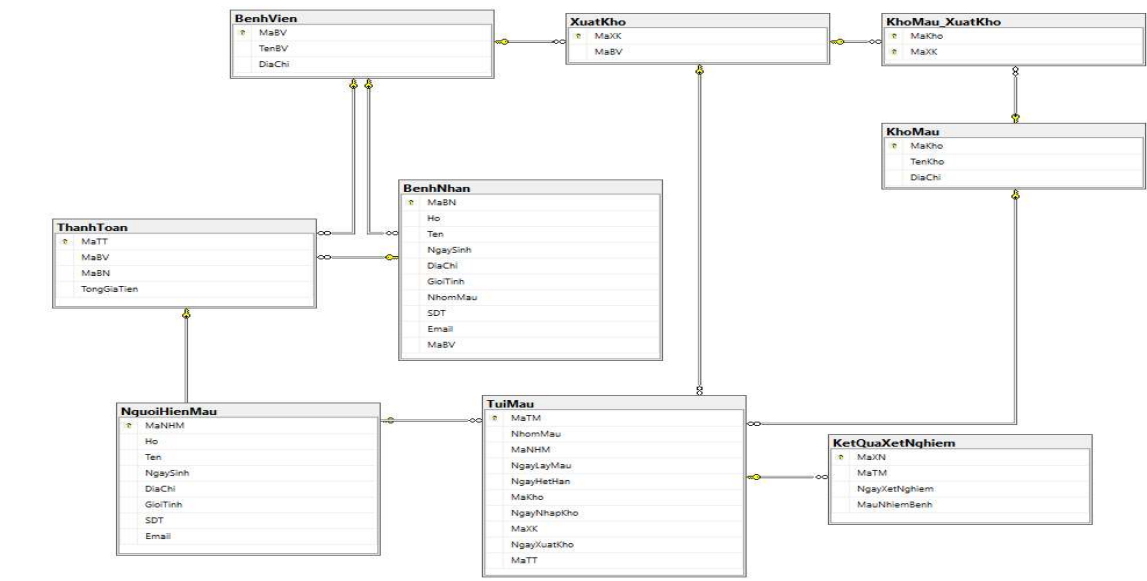 BenhVien
MaBV
TenBV
DiaChi
XuatKho
MaXK
MaBV
KhoMau_XuatKho
MaKho
MaXK
KhoMau
MaKho
TenKho
DiaChi
BenhNhan
MaBN
Ho
Ten
NgaySinh
DiaChi
GioiTinh
NhomMau
SDT
Email
MaBV
ThanhToan
MaTT
MaBV
MaBN
TongGiaTien
NguoiHienMau
MaNHM
Ho
Ten
NgaySinh
DiaChi
GioiTinh
SDT
Email
TuiMau
MaTM
NhomMau
MaNHM
NgayLayMau
NgayHetHan
MaKho
NgayNhapKho
MaXK
NgayXuatKho
MaTT
KetQuaXetNghiem
MaXN
MaTM
NgayXetNghiem
MauNhiemBenh